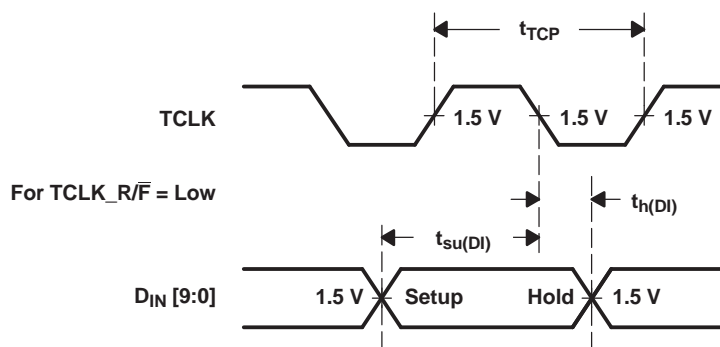 tTCP
TCLK 1.5 V 1.5 V 1.5 V
For TCLK_R/F̅ = Low
th(DI)
tsu(DI)
DIN [9:0] 1.5 V Setup Hold 1.5 V